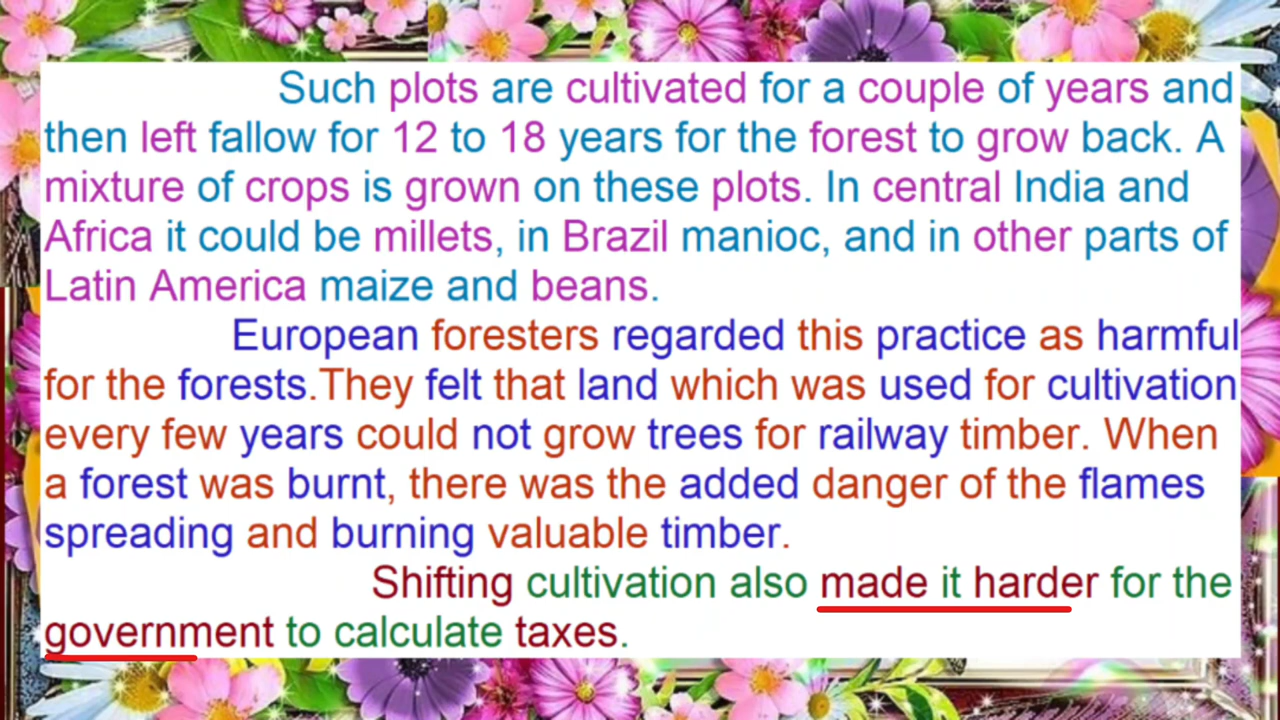 Such plots are cultivated for a couple of years and
then left fallow for 12 to 18 years for the forest to grow back. A
mixture of crops is grown on these plots. In central India and
Africa it could be millets, in Brazil manioc, and in other parts of
Latin America maize and beans.
European foresters regarded this practice as harmful
for the forests.They felt that land which was used for cultivation
every few years could not grow trees for railway timber. When
a forest was burnt, there was the added danger of the flames
spreading and burning valuable timber.
Shifting cultivation also made it harder for the
government to calculate taxes.